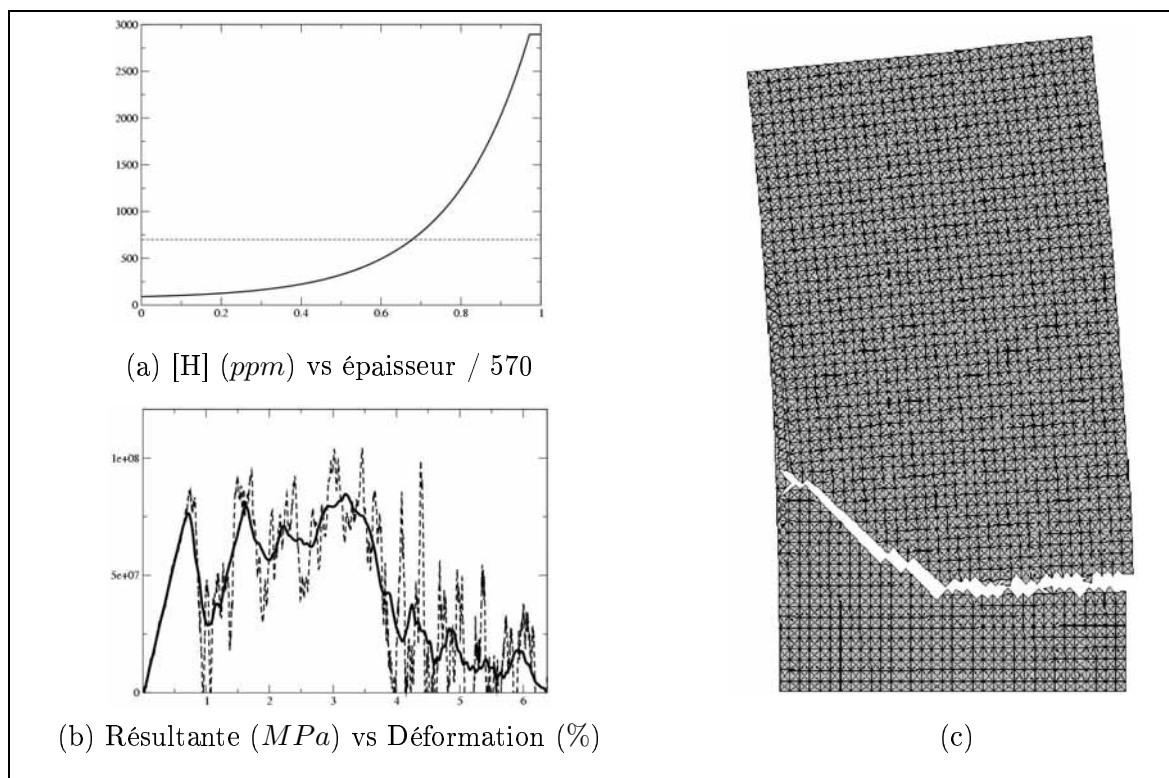 3000
2500
2000
1500
1000
500
0
0 0.2 0.4 0.6 0.8 1
(a) [H] (ppm) vs épaisseur / 570
1e+08
5e+07
0
1 2 3 4 5 6
(b) Résultante (MPa) vs Déformation (%)
(c)